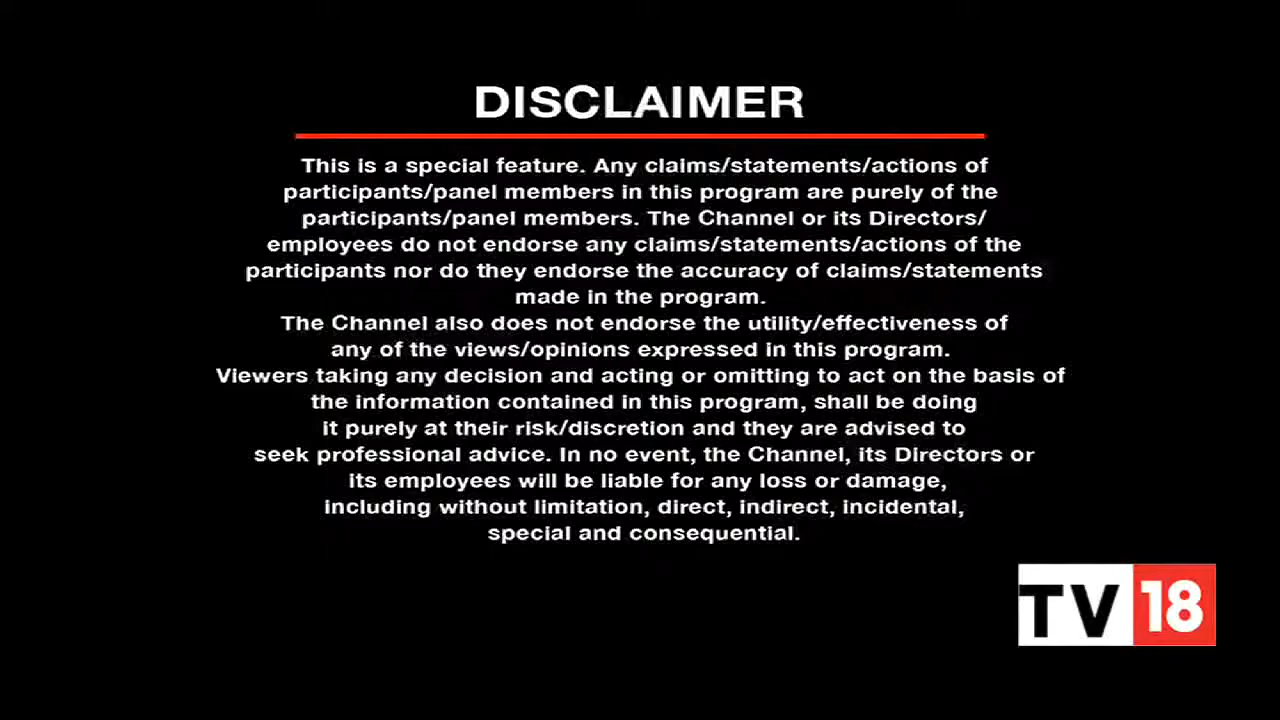 DISCLAIMER
This is a special feature. Any claims/statements/actions of
participants/panel members in this program are purely of the
participants/panel members. The Channel or its Directors/
employees do not endorse any claims/statements/actions of the
participants nor do they endorse the accuracy of claims/statements
made in the program.
The Channel also does not endorse the utility/effectiveness of
any of the views/opinions expressed in this program.
Viewers taking any decision and acting or omitting to act on the basis of
the information contained in this program, shall be doing
it purely at their risk/discretion and they are advised to
seek professional advice. In no event, the Channel, its Directors or
its employees will be liable for any loss or damage,
including without limitation, direct, indirect, incidental,
special and consequential.
TV18